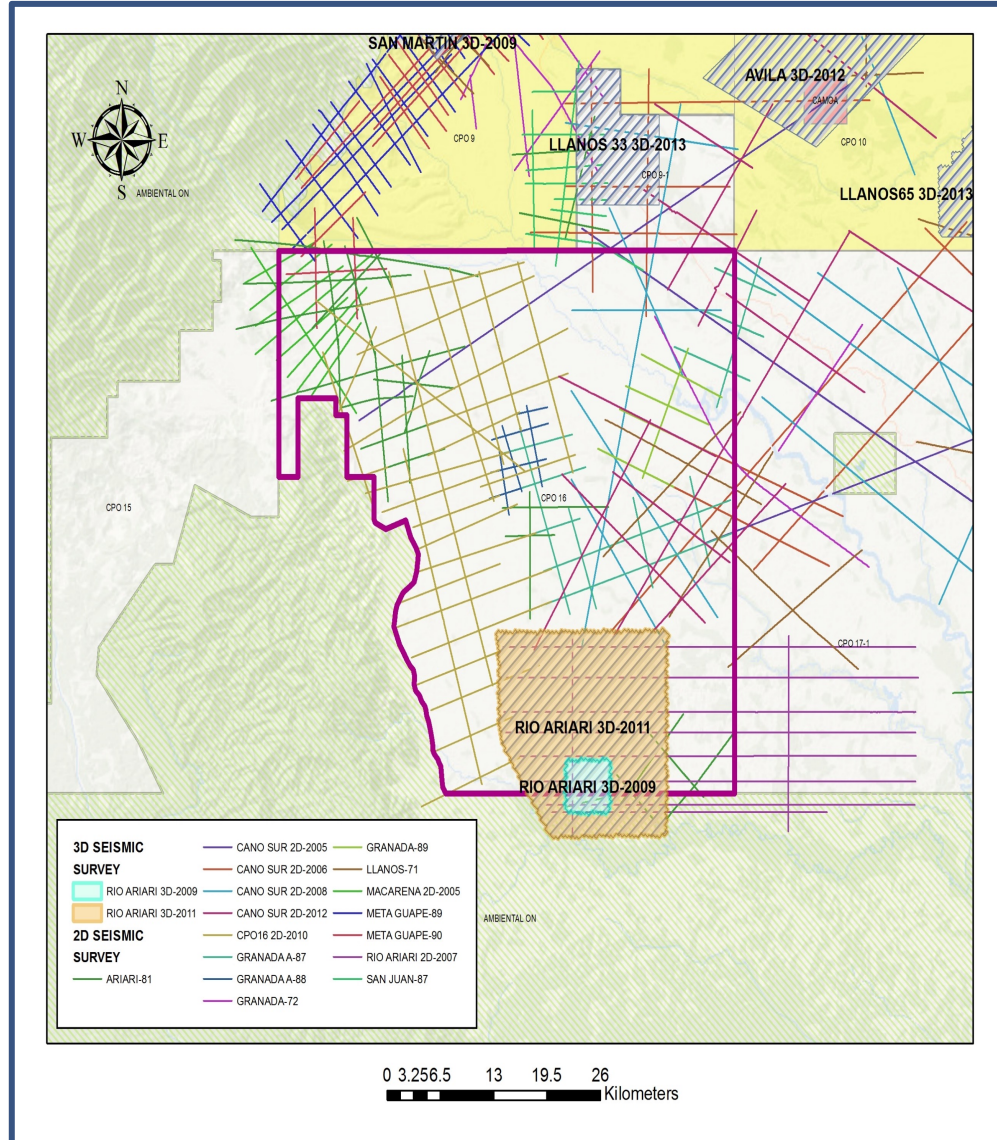 SAN MARTIN 3D-2009
AVILA 3D-2012
N
CAMOA
W E
CPO 9
CPO 10
LLANOS 33 3D-2013
S
CPO 9-1
AMBIENTAL ON
LLANOS65 3D-2013
CPO 16
CPO 15
CPO 17-1
RIO ARIARI 3D-2011
RIO ARIARI 3D-2009
AMBIENTAL ON
3D SEISMIC
SURVEY
RIO ARIARI 3D-2009
RIO ARIARI 3D-2011
2D SEISMIC
SURVEY
ARIARI-81
CANO SUR 2D-2005
CANO SUR 2D-2006
CANO SUR 2D-2008
CANO SUR 2D-2012
CPO16 2D-2010
GRANADA A-87
GRANADA A-88
GRANADA-72
GRANADA-89
LLANOS-71
MACARENA 2D-2005
META GUAPE-89
META GUAPE-90
RIO ARIARI 2D-2007
SAN JUAN-87
0 3.256.5 13 19.5 26
Kilometers